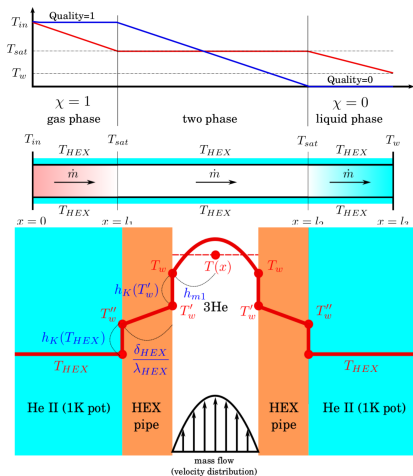 T_in
Quality=1
T_sat
T_w
Quality=0
χ = 1
χ = 0
gas phase
two phase
liquid phase
T_in
T_HEX
T_sat
T_HEX
T_sat
T_HEX
T_w
ṁ
ṁ
ṁ
T_HEX
T_HEX
T_HEX
x = 0
x = l_1
x = l_2
x = l_3
T_w
T(x)
T_w
h_K(T'_w)
h_m1
T''_w
T'_w
3He
T'_w
T''_w
h_K(T_HEX)
δ_HEX
λ_HEX
T_HEX
T_HEX
He II (1K pot)
HEX
pipe
HEX
pipe
He II (1K pot)
mass flow
(velocity distribution)